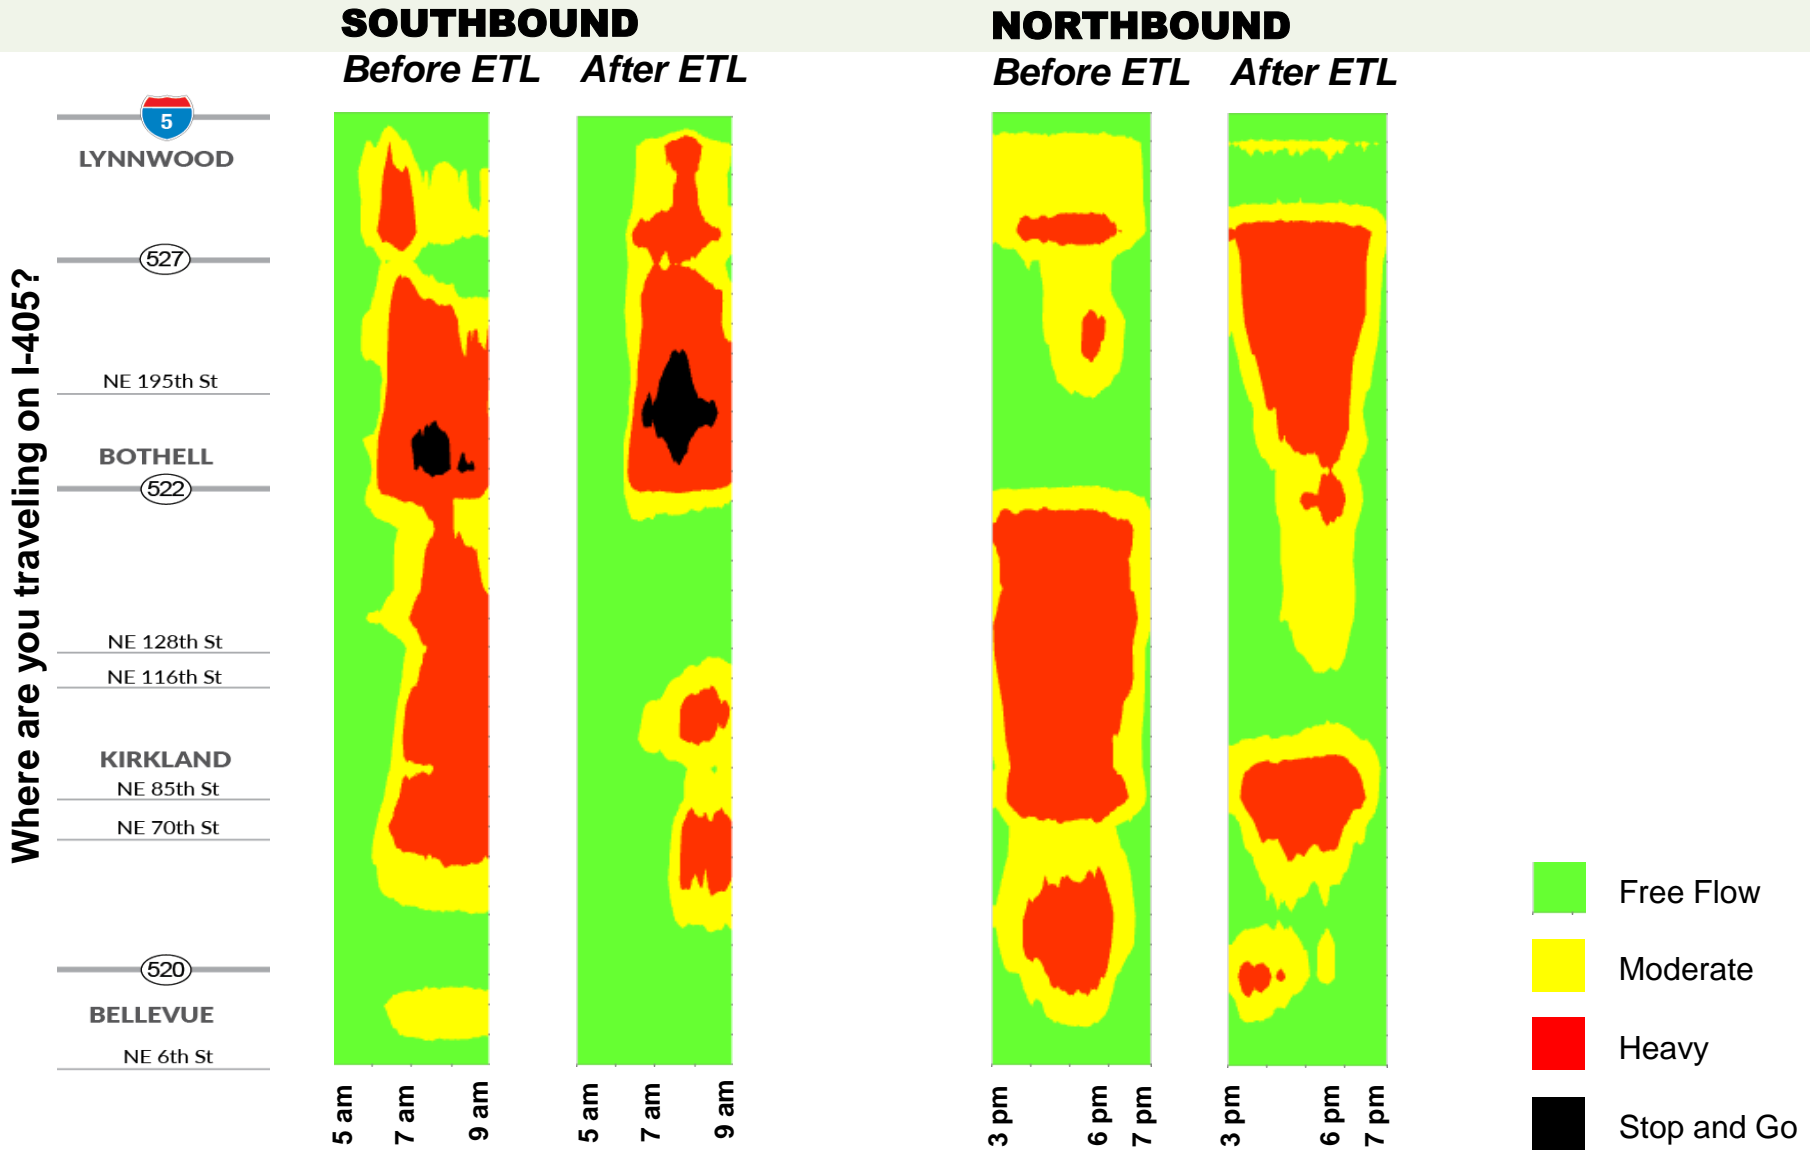 SOUTHBOUND
NORTHBOUND
Before ETL
After ETL
Before ETL
After ETL
Where are you traveling on I-405?
5
LYNNWOOD
527
NE 195th St
BOTHELL
522
NE 128th St
NE 116th St
KIRKLAND
NE 85th St
NE 70th St
520
BELLEVUE
NE 6th St
5 am
7 am
9 am
5 am
7 am
9 am
3 pm
6 pm
7 pm
3 pm
6 pm
7 pm
Free Flow
Moderate
Heavy
Stop and Go